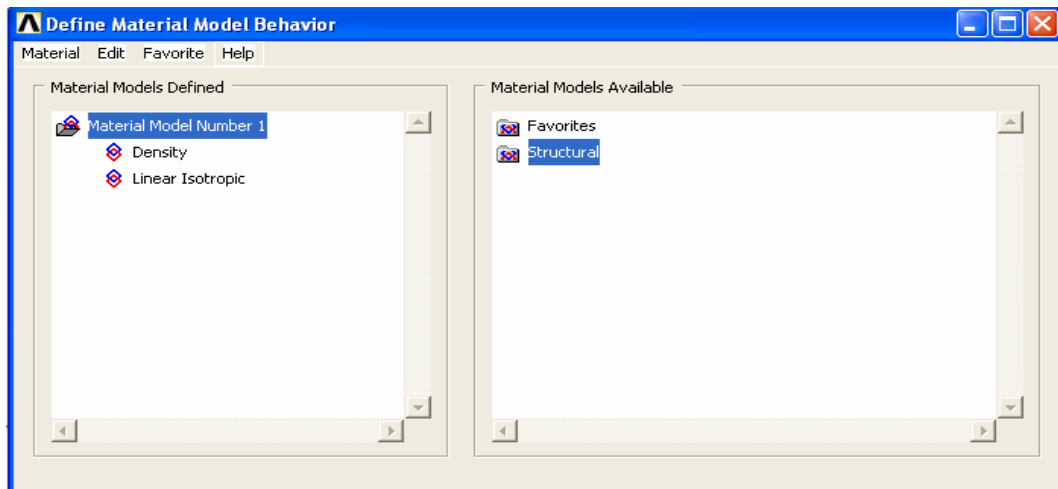 Define Material Model Behavior
Material Edit Favorite Help
Material Models Defined
Material Model Number 1
Density
Linear Isotropic
Material Models Available
Favorites
Structural